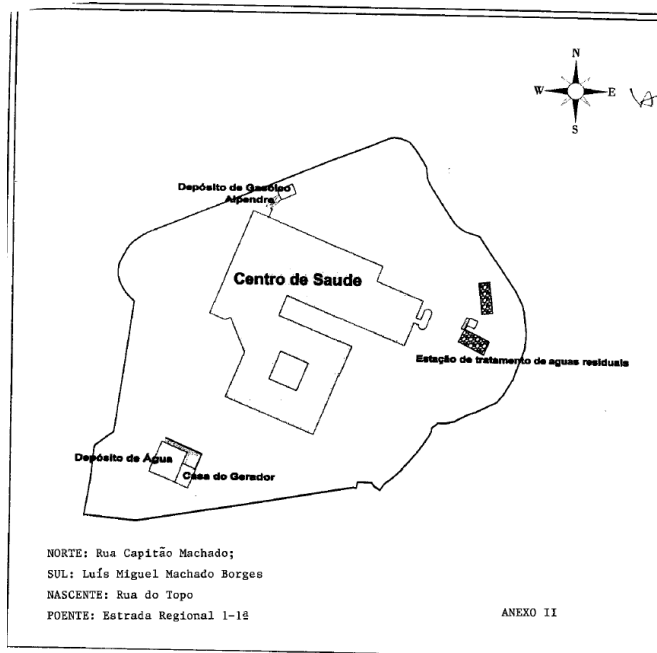 N
W E
S
Depósito de Gasóleo
Alpendre
Centro de Saude
Estação de tratamento de aguas residuais
Depósito de Água
Casa do Gerador
NORTE: Rua Capitão Machado;
SUL: Luís Miguel Machado Borges
NASCENTE: Rua do Topo
POENTE: Estrada Regional 1-1ª
ANEXO II